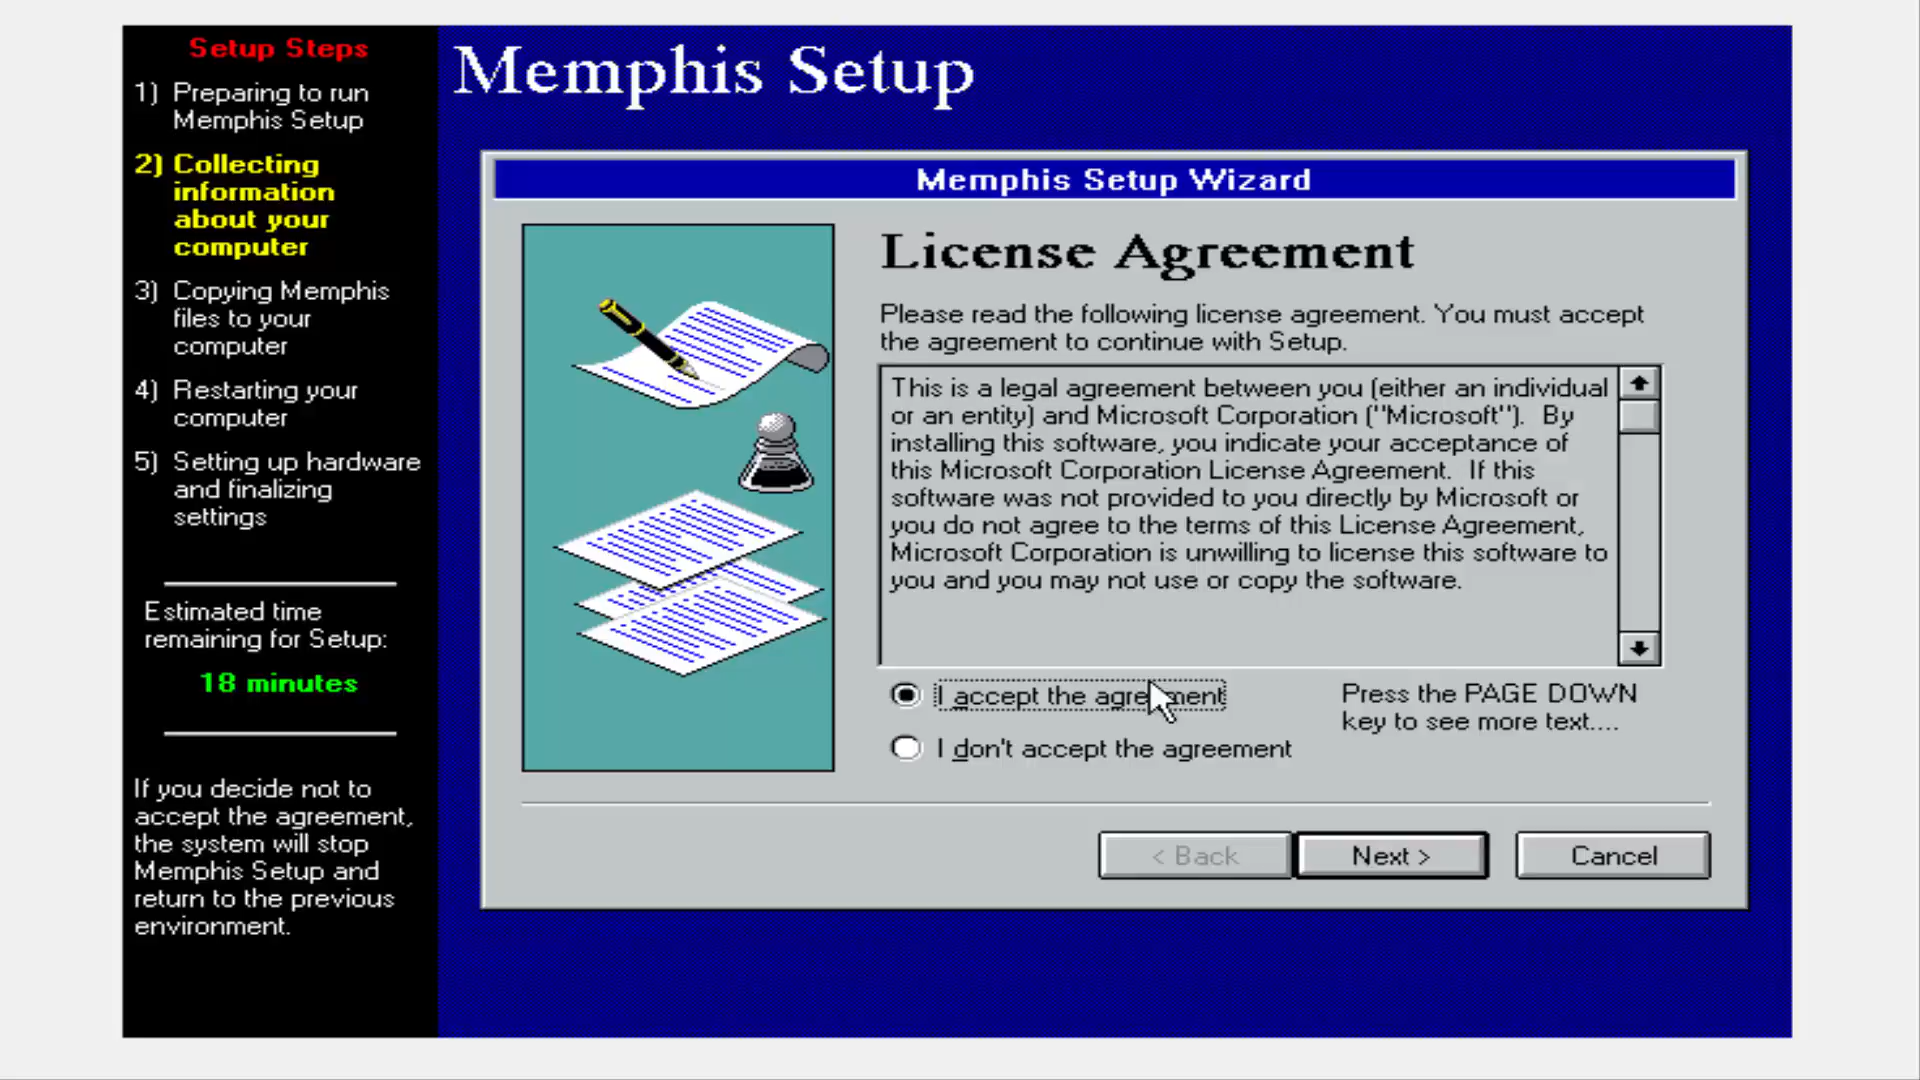 Setup Steps
1) Preparing to run
Memphis Setup
2) Collecting
information
about your
computer
3) Copying Memphis
files to your
computer
4) Restarting your
computer
5) Setting up hardware
and finalizing
settings
Estimated time
remaining for Setup:
18 minutes
If you decide not to
accept the agreement,
the system will stop
Memphis Setup and
return to the previous
environment.
Memphis Setup
Memphis Setup Wizard
License Agreement
Please read the following license agreement. You must accept
the agreement to continue with Setup.
This is a legal agreement between you (either an individual
or an entity) and Microsoft Corporation ("Microsoft"). By
installing this software, you indicate your acceptance of
this Microsoft Corporation License Agreement. If this
software was not provided to you directly by Microsoft or
you do not agree to the terms of this License Agreement,
Microsoft Corporation is unwilling to license this software to
you and you may not use or copy the software.
I accept the agreement
I don't accept the agreement
Press the PAGE DOWN
key to see more text....
< Back
Next >
Cancel